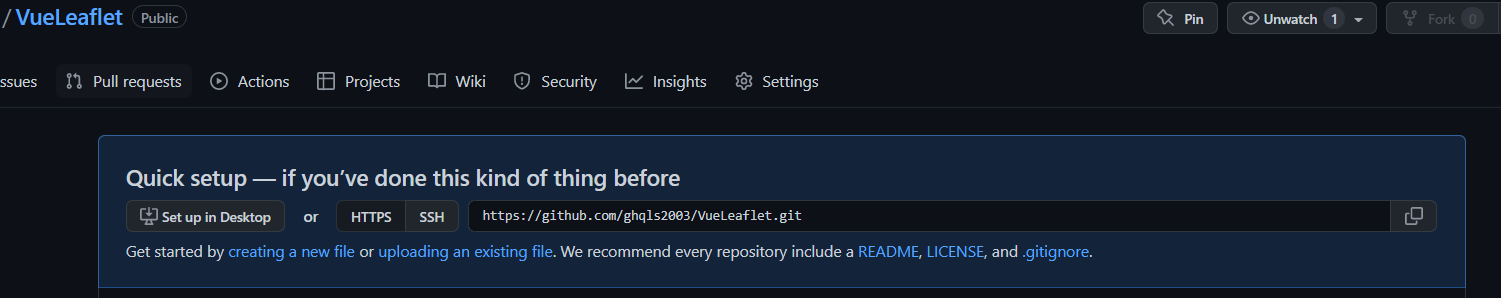 / VueLeaflet Public Pin Unwatch 1 Fork 0
ssues Pull requests Actions Projects Wiki Security Insights Settings
Quick setup — if you’ve done this kind of thing before
Set up in Desktop or HTTPS SSH https://github.com/ghqls2003/VueLeaflet.git
Get started by creating a new file or uploading an existing file. We recommend every repository include a README, LICENSE, and .gitignore.